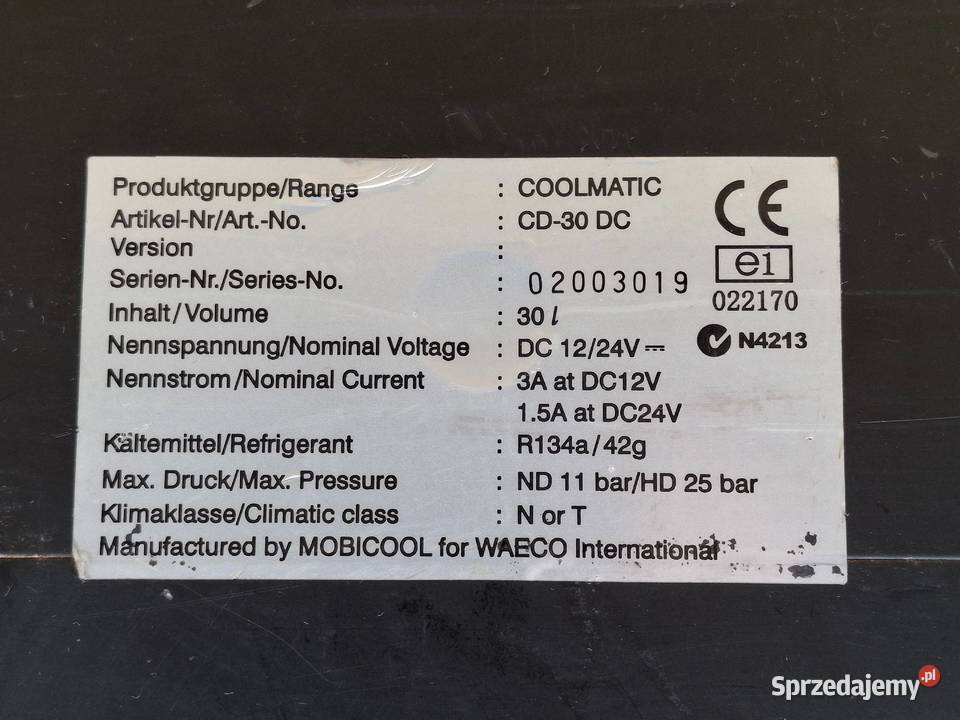 Produktgruppe/Range : COOLMATIC
Artikel-Nr/Art.-No. : CD-30 DC
Version :
Serien-Nr./Series-No. : 02003019
Inhalt/Volume : 30 l
Nennspannung/Nominal Voltage : DC 12/24V ⎓
Nennstrom/Nominal Current : 3A at DC12V
1.5A at DC24V
Kältemittel/Refrigerant : R134a/42g
Max. Druck/Max. Pressure : ND 11 bar/HD 25 bar
Klimaklasse/Climatic class : N or T
Manufactured by MOBICOOL for WAECO International
CE
e1
022170
N4213
Sprzedajemy.pl